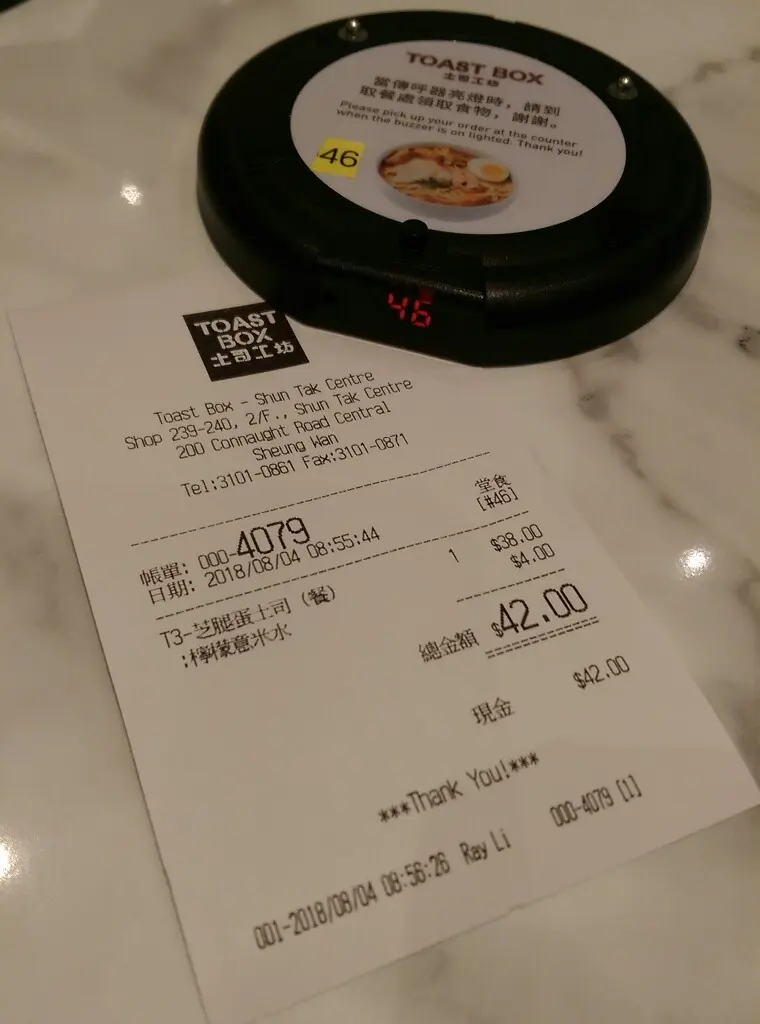 TOAST BOX
土司工坊
當傳呼器亮燈時，請到
取餐處領取食物，謝謝。
Please pick up your order at the counter
when the buzzer is on lighted. Thank you!
46
46
TOAST
BOX
土司工坊
Toast Box - Shun Tak Centre
Shop 239-240, 2/F., Shun Tak Centre
200 Connaught Road Central
Sheung Wan
Tel:3101-0861 Fax:3101-0871
堂食
帳單: 000-4079 [#46]
日期: 2018/08/04 08:55:44
T3-芝腿蛋土司 (餐) 1 $38.00
:檸檬意米水 $4.00
總金額 $42.00
現金 $42.00
***Thank You!***
001-2018/08/04 08:56:26 Ray Li 000-4079 [1]